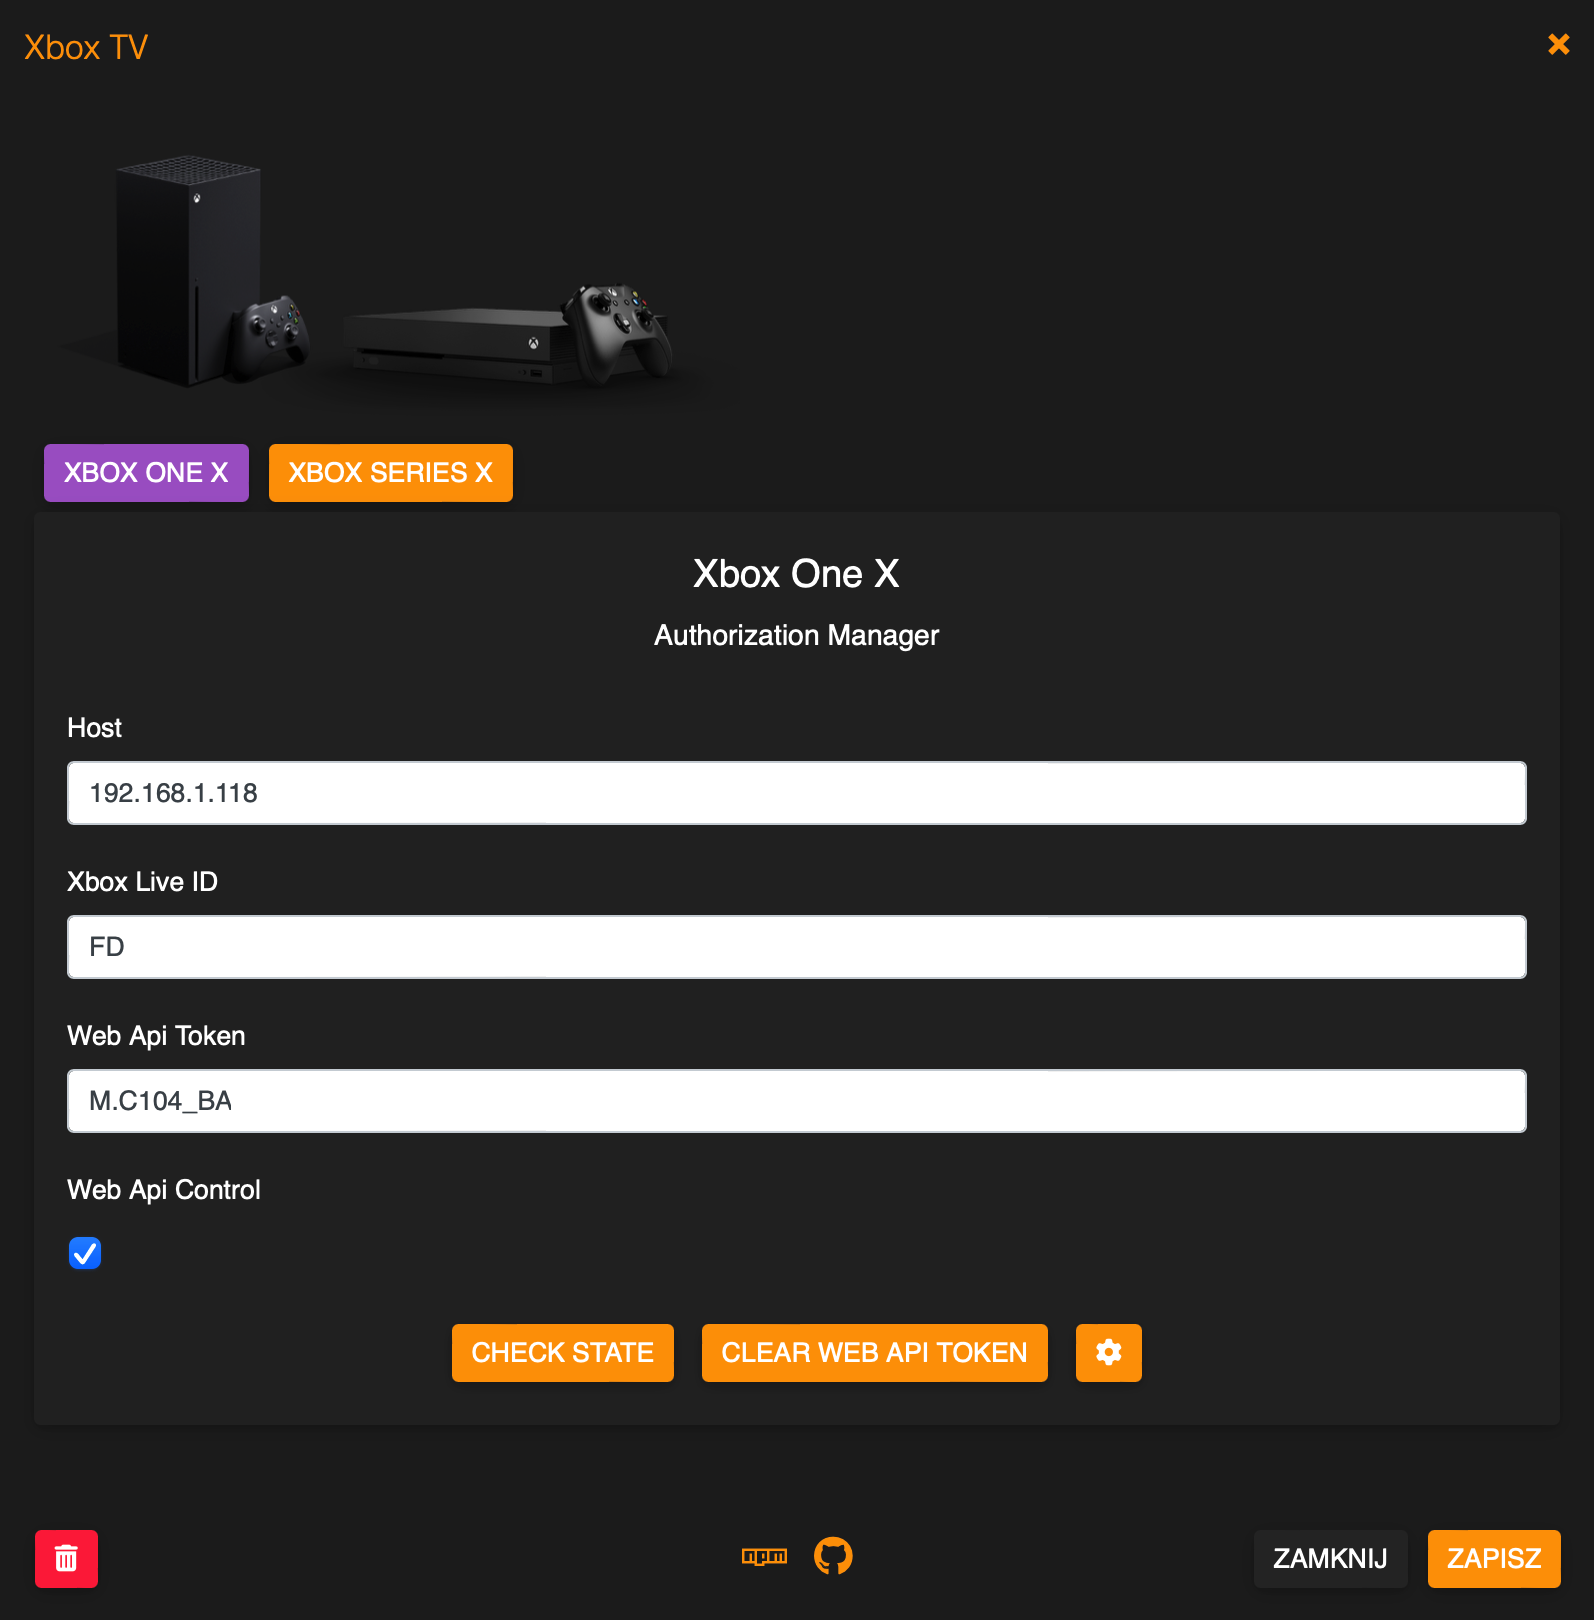 Xbox TV
XBOX ONE X
XBOX SERIES X
Xbox One X
Authorization Manager
Host
192.168.1.118
Xbox Live ID
FD
Web Api Token
M.C104_BA
Web Api Control
CHECK STATE
CLEAR WEB API TOKEN
npm
ZAMKNIJ
ZAPISZ